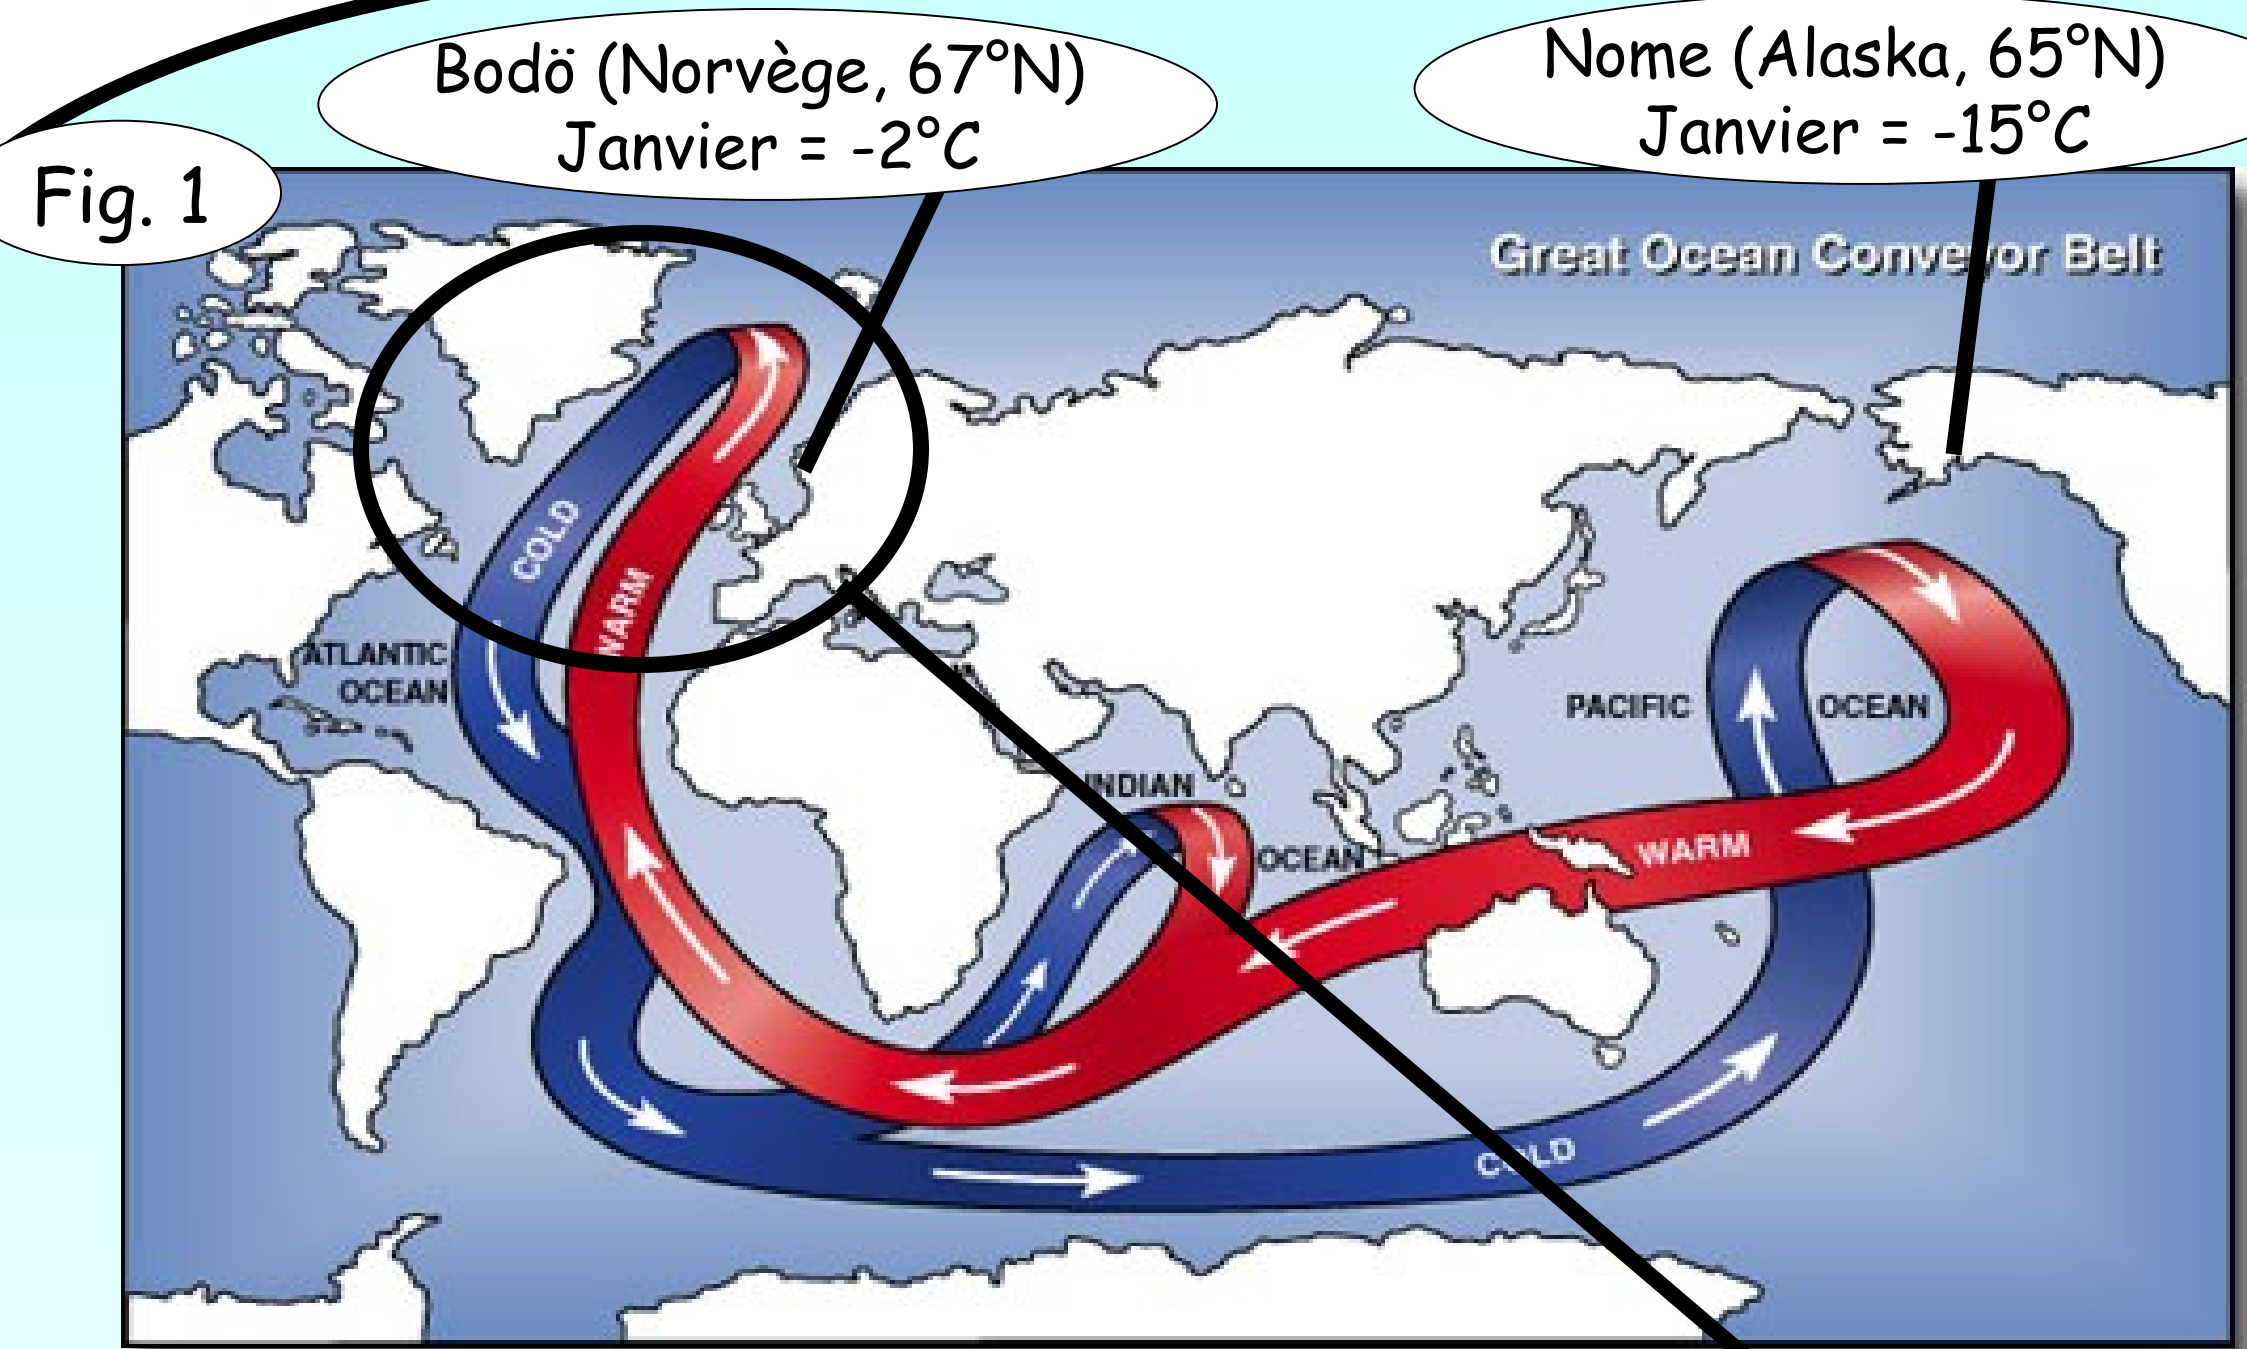 Bodö (Norvège, 67°N)
Janvier = -2°C
Nome (Alaska, 65°N)
Janvier = -15°C
Fig. 1
Great Ocean Conveyor Belt
COLD
WARM
ATLANTIC
OCEAN
PACIFIC OCEAN
INDIAN
OCEAN
WARM
COLD